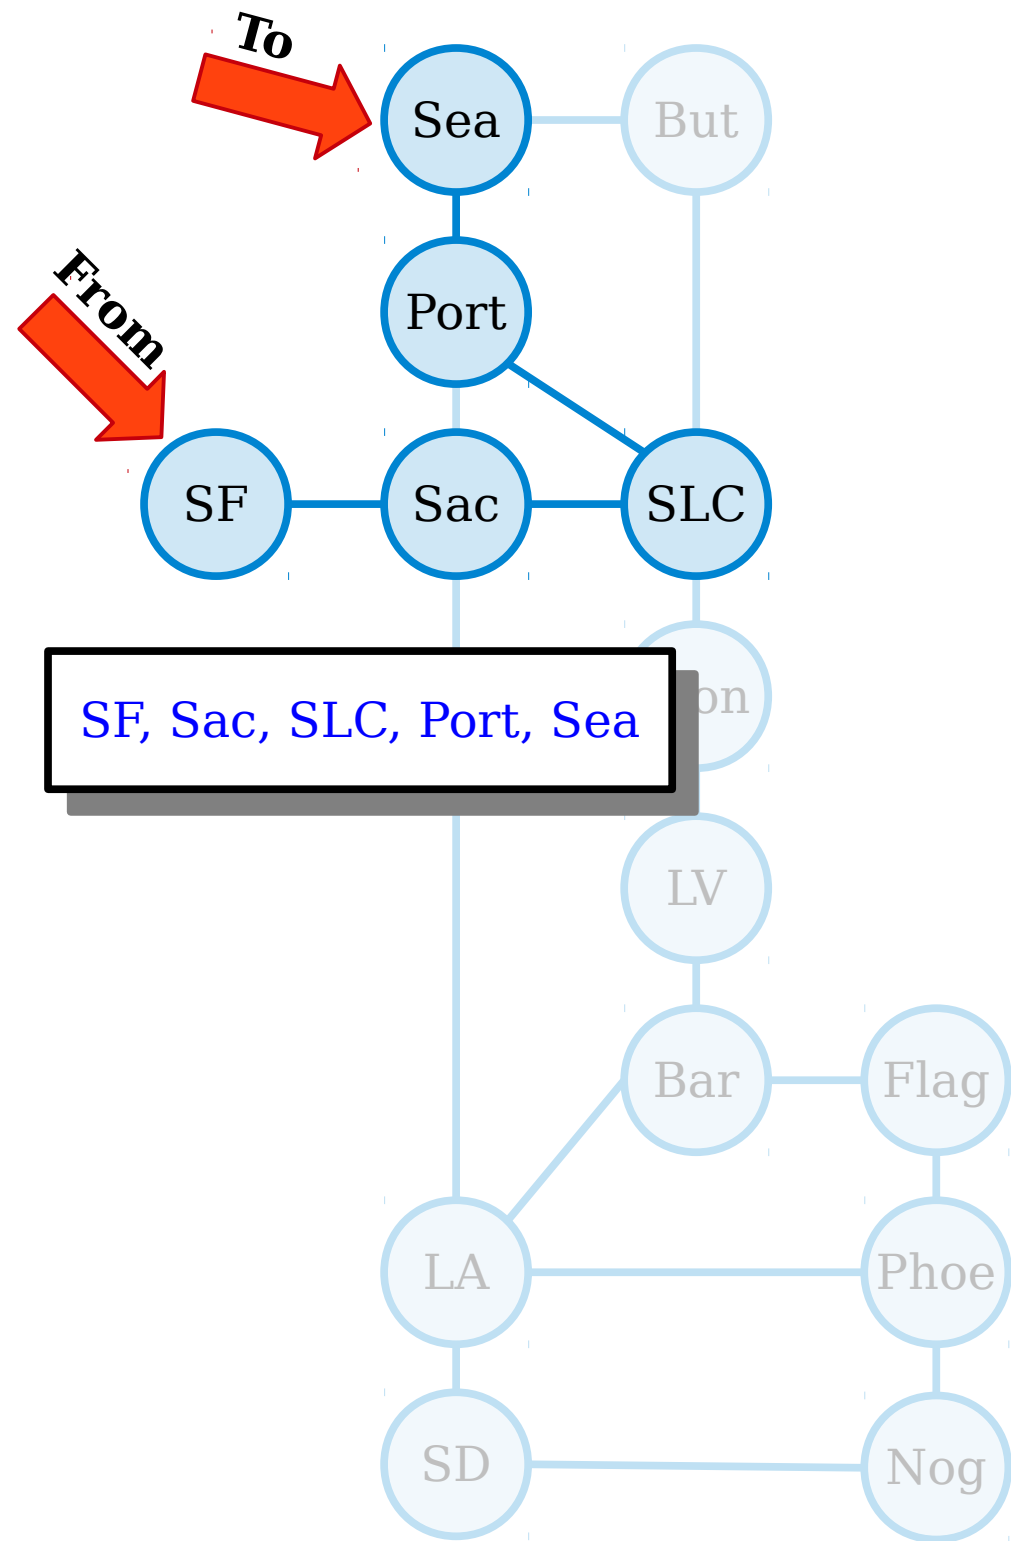 To
Sea
But
From
Port
SF
Sac
SLC
SF, Sac, SLC, Port, Sea
LV
Bar
Flag
LA
Phoe
SD
Nog